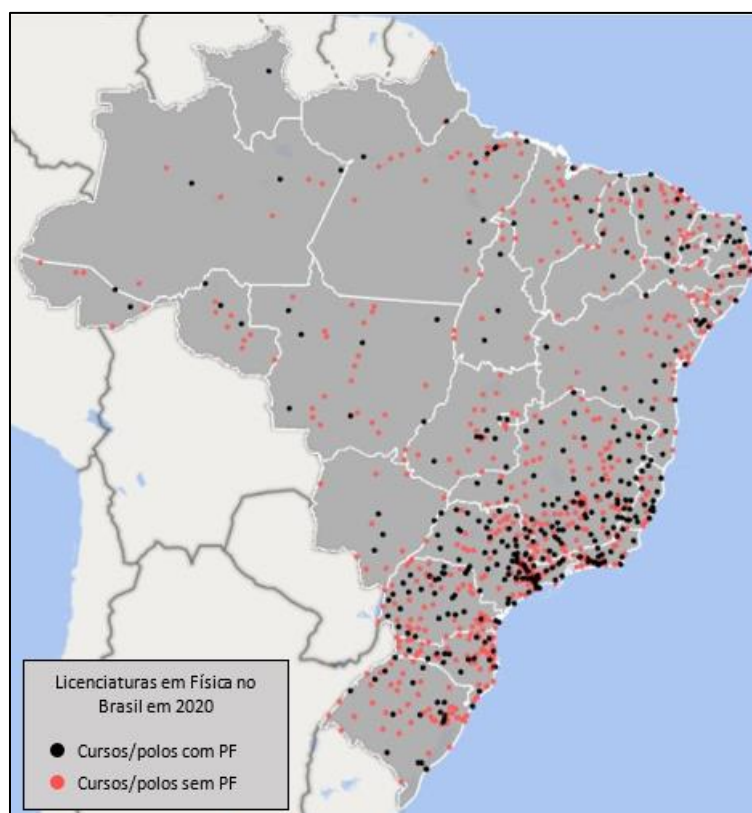 Licenciaturas em Física no
Brasil em 2020
Cursos/polos com PF
Cursos/polos sem PF